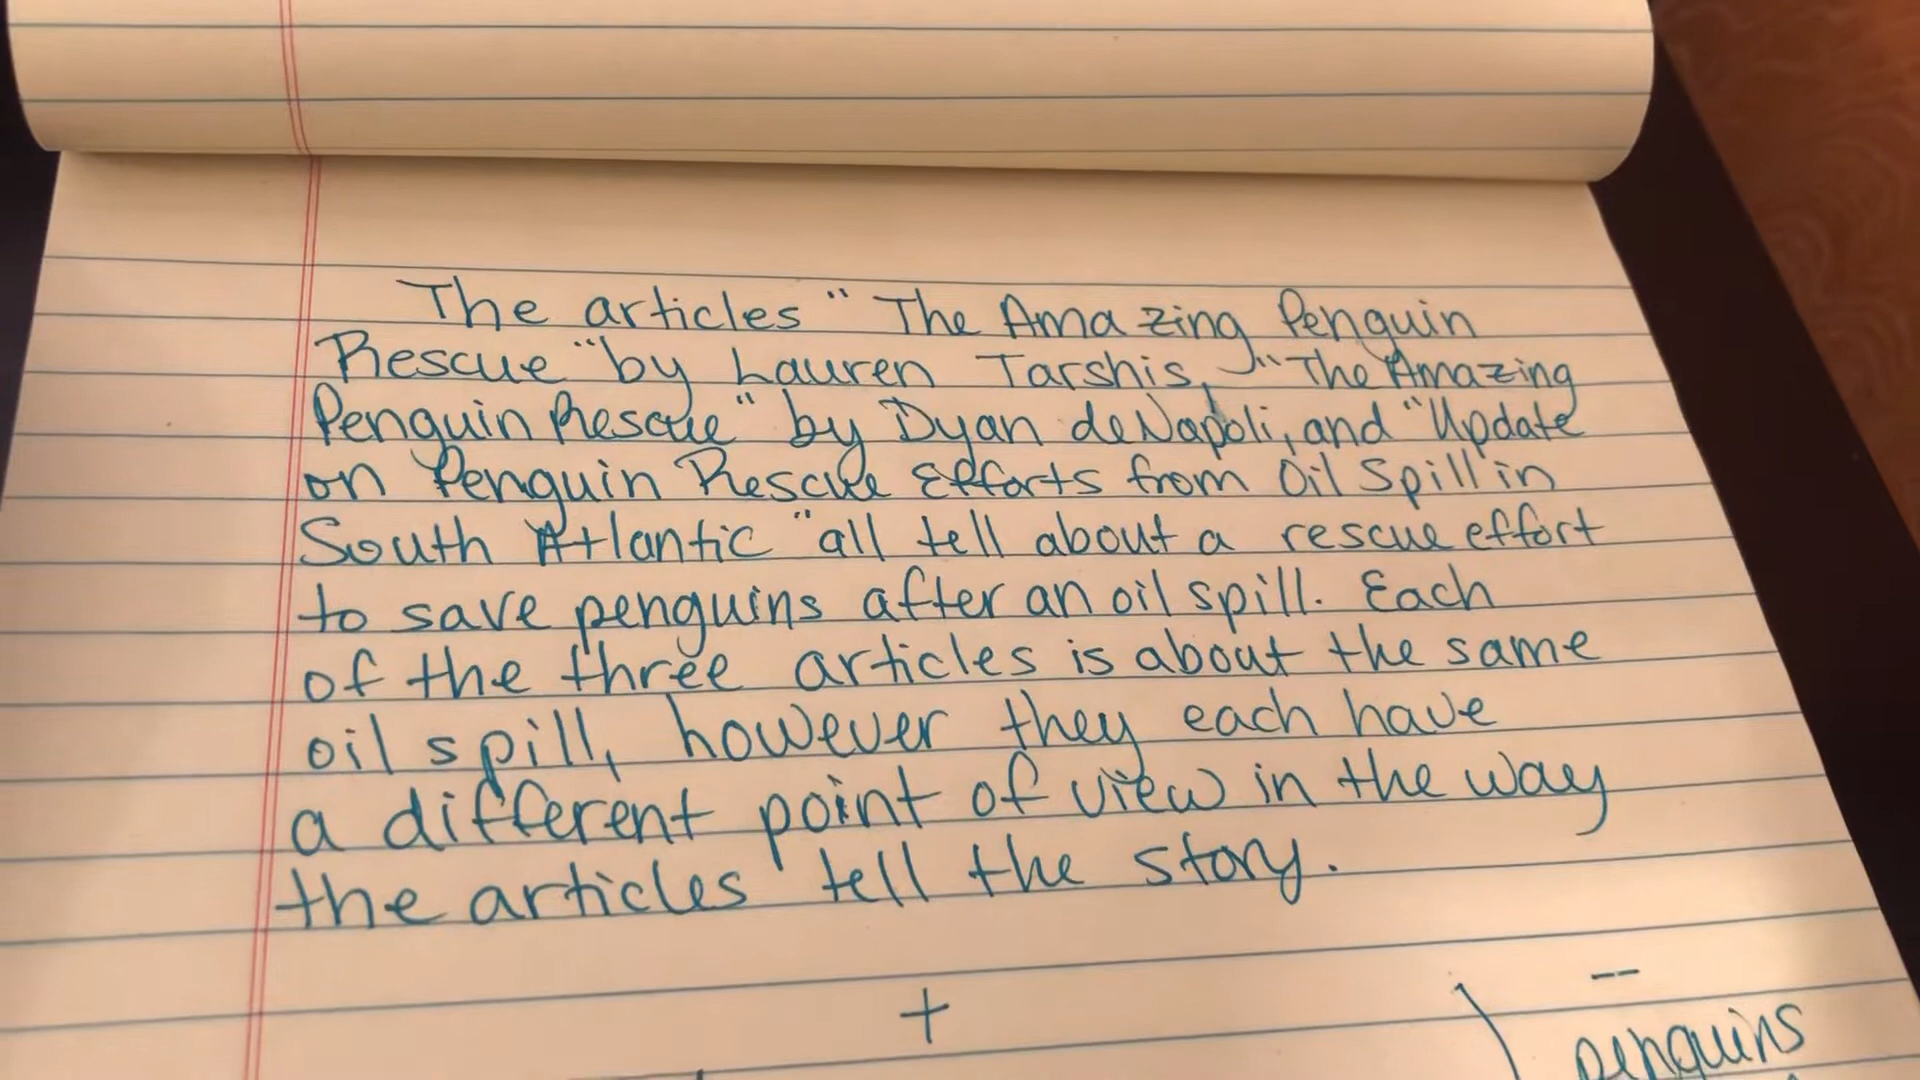 The articles "The Amazing Penguin
Rescue" by Lauren Tarshis, "The Amazing
Penguin Rescue" by Dyan deNapoli, and "Update
on Penguin Rescue Efforts from Oil Spill in
South Atlantic" all tell about a rescue effort
to save penguins after an oil spill. Each
of the three articles is about the same
oil spill, however they each have
a different point of view in the way
the articles tell the story.
+
--
penguins